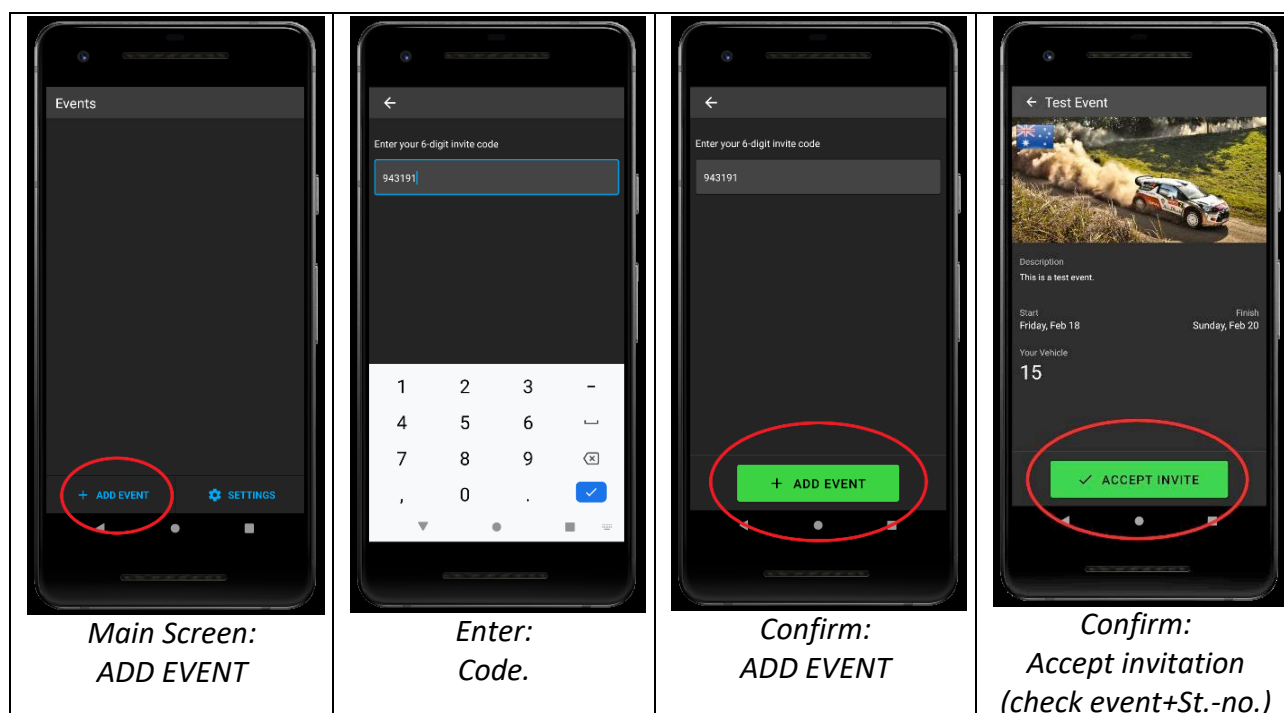 Events
+ ADD EVENT
SETTINGS
Main Screen:
ADD EVENT
←
Enter your 6-digit invite code
943191
1 2 3 -
4 5 6
7 8 9
, 0 .
Enter:
Code.
←
Enter your 6-digit invite code
943191
+ ADD EVENT
Confirm:
ADD EVENT
← Test Event
Description
This is a test event.
Start Finish
Friday, Feb 18 Sunday, Feb 20
Your Vehicle
15
✓ ACCEPT INVITE
Confirm:
Accept invitation
(check event+St.-no.)